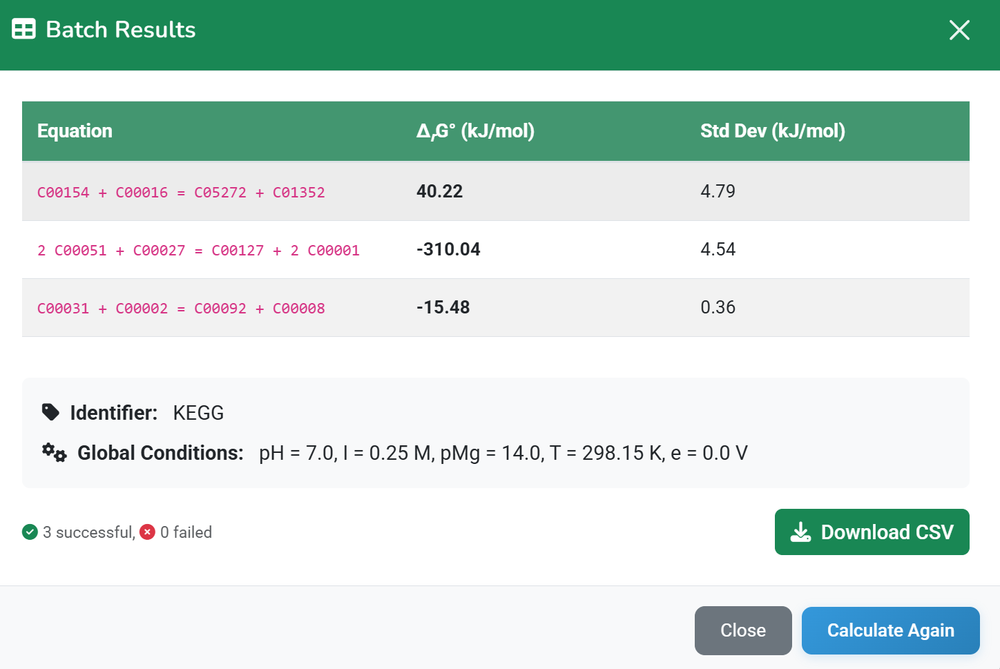 Batch Results
Equation ΔᵣG° (kJ/mol) Std Dev (kJ/mol)
C00154 + C00016 = C05272 + C01352 40.22 4.79
2 C00051 + C00027 = C00127 + 2 C00001 -310.04 4.54
C00031 + C00002 = C00092 + C00008 -15.48 0.36
Identifier: KEGG
Global Conditions: pH = 7.0, I = 0.25 M, pMg = 14.0, T = 298.15 K, e = 0.0 V
3 successful, 0 failed
Download CSV
Close
Calculate Again